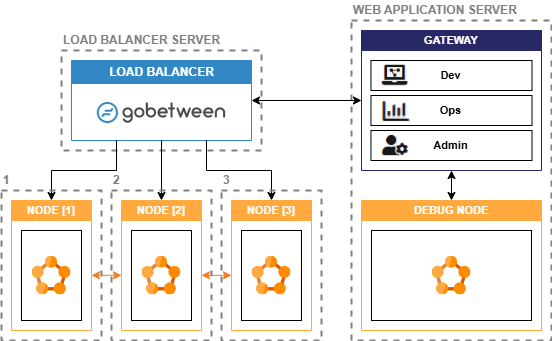 LOAD BALANCER SERVER
LOAD BALANCER
gobetween
WEB APPLICATION SERVER
GATEWAY
Dev
Ops
Admin
1
2
3
NODE [1]
NODE [2]
NODE [3]
DEBUG NODE